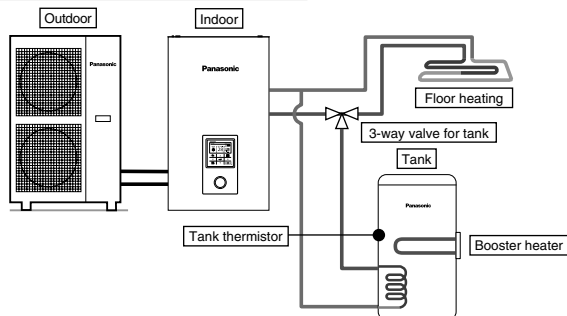 Outdoor
Indoor
Panasonic
Panasonic
Floor heating
3-way valve for tank
Tank
Panasonic
Tank thermistor
Booster heater